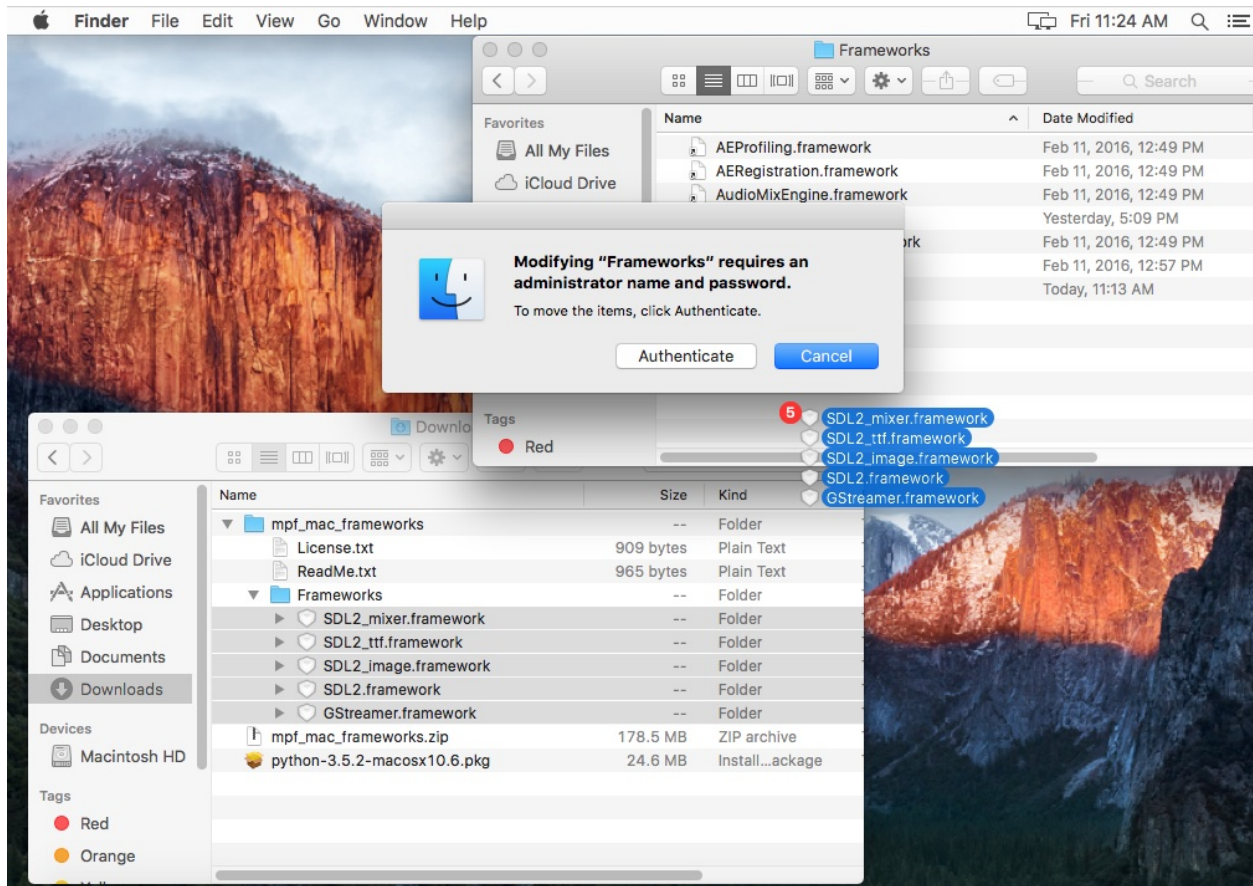 Finder File Edit View Go Window Help Fri 11:24 AM
Frameworks
Search
Favorites
All My Files
iCloud Drive
Name Date Modified
AEProfiling.framework Feb 11, 2016, 12:49 PM
AERegistration.framework Feb 11, 2016, 12:49 PM
AudioMixEngine.framework Feb 11, 2016, 12:49 PM
Yesterday, 5:09 PM
Feb 11, 2016, 12:49 PM
Feb 11, 2016, 12:57 PM
Today, 11:13 AM
Modifying “Frameworks” requires an
administrator name and password.
To move the items, click Authenticate.
Authenticate Cancel
Tags
Red
5
SDL2_mixer.framework
SDL2_ttf.framework
SDL2_image.framework
SDL2.framework
GStreamer.framework
Favorites
All My Files
iCloud Drive
Applications
Desktop
Documents
Downloads
Devices
Macintosh HD
Tags
Red
Orange
Name Size Kind
mpf_mac_frameworks -- Folder
License.txt 909 bytes Plain Text
ReadMe.txt 965 bytes Plain Text
Frameworks -- Folder
SDL2_mixer.framework -- Folder
SDL2_ttf.framework -- Folder
SDL2_image.framework -- Folder
SDL2.framework -- Folder
GStreamer.framework -- Folder
mpf_mac_frameworks.zip 178.5 MB ZIP archive
python-3.5.2-macosx10.6.pkg 24.6 MB Install...ackage